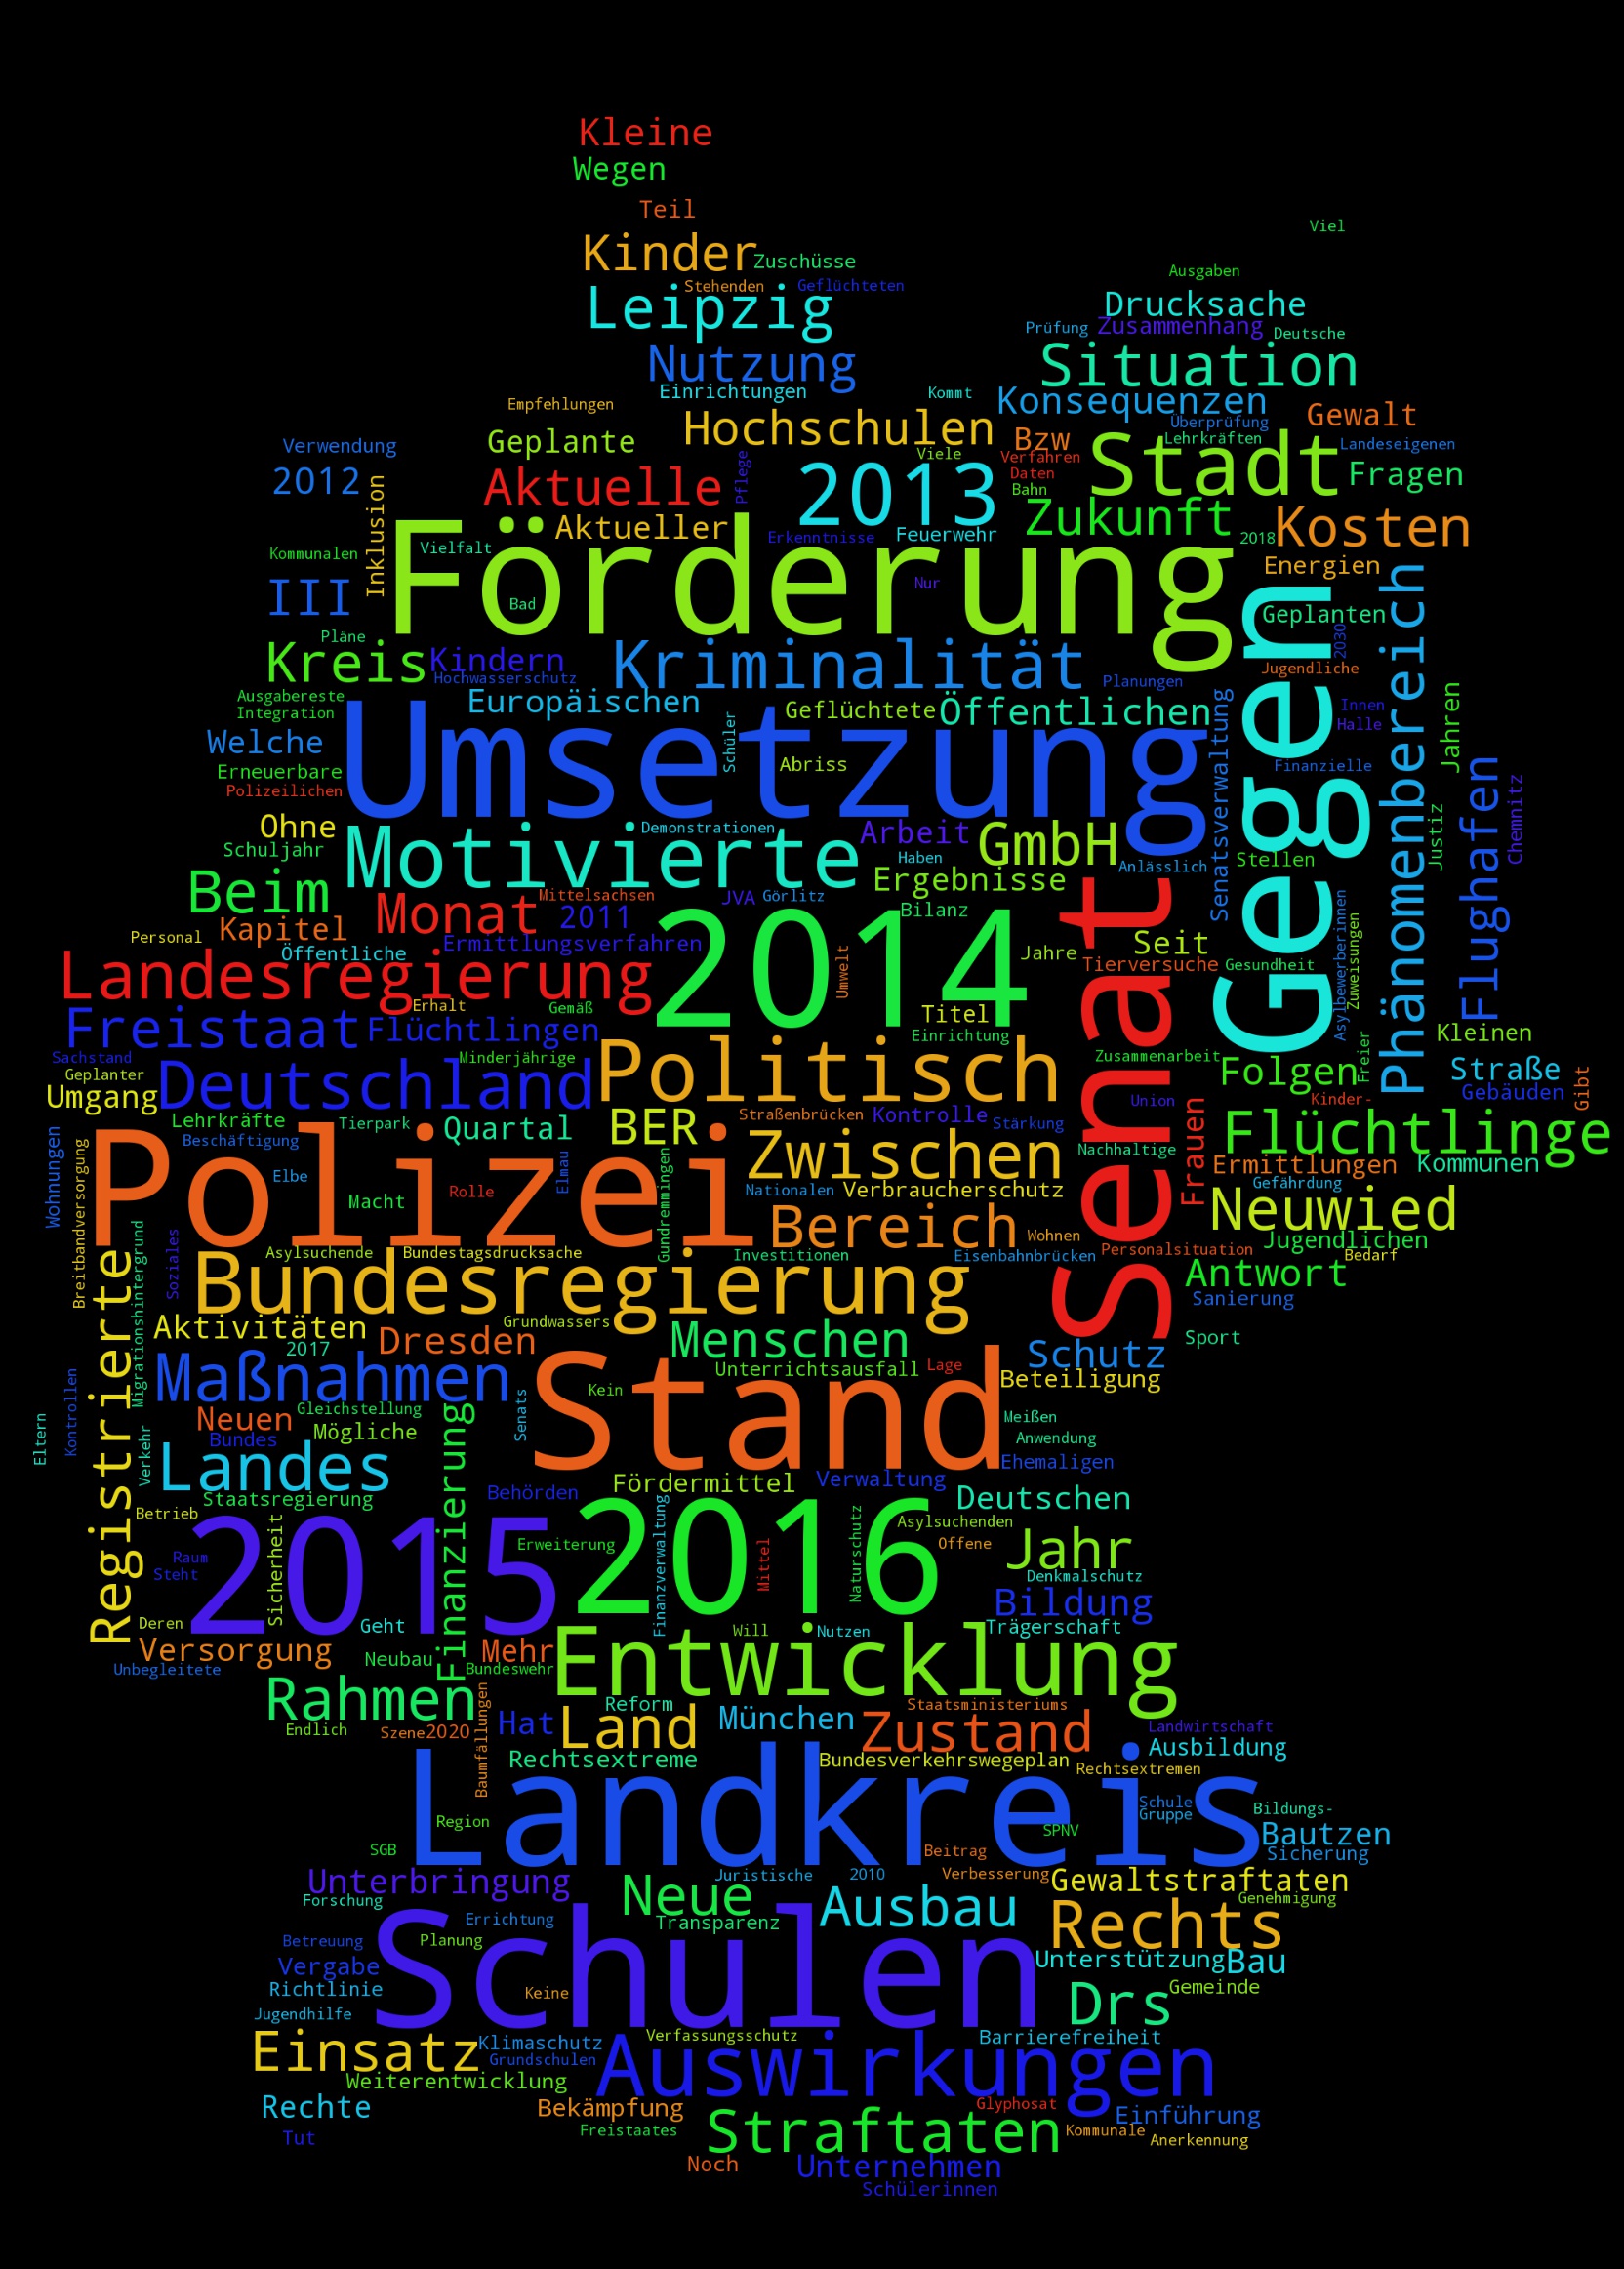 Kleine
Wegen
Teil
Viel
Kinder
Zuschüsse
Ausgaben
Stehenden
Geflüchteten
Leipzig
Drucksache
Prüfung
Zusammenhang
Deutsche
Nutzung
Situation
Einrichtungen
Kommt
Konsequenzen
Empfehlungen
Gewalt
Hochschulen
Überprüfung
Verwendung
Geplante
Bzw
Lehrkräften
Landeseigenen
Viele
Verfahren
Stadt
2012
Inklusion
Aktuelle
Pflege
2013
Daten
Bahn
Fragen
Zukunft
Kosten
Aktueller
Erkenntnisse
Feuerwehr
2018
Kommunalen
Vielfalt
Förderung
Energien
III
Bad
Nur
Geplanten
Phänomenbereich
Pläne
2030
Kreis
Kindern
Kriminalität
Jugendliche
Hochwasserschutz
Planungen
Ausgabereste
Europäischen
Geflüchtete
Öffentlichen
Senatsverwaltung
Gegen
Innen
Jahren
Integration
Halle
Welche
Umsetzung
Schüler
Abriss
Erneuerbare
Finanzielle
Polizeilichen
Flughafen
Chemnitz
Ohne
Motivierte
Demonstrationen
Arbeit
GmbH
Justiz
Schuljahr
Haben
Anlässlich
Stellen
Beim
Ergebnisse
Mittelsachsen
JVA
Görlitz
Monat
2011
Bilanz
Senat
Asylbewerberinnen
Zuweisungen
Kapitel
Personal
Öffentliche
Ermittlungsverfahren
2014
Umwelt
Jahre
Seit
Landesregierung
Tierversuche
Gesundheit
Erhalt
Gemäß
Titel
Freistaat
Flüchtlingen
Einrichtung
Kleinen
Sachstand
Minderjährige
Politisch
Zusammenarbeit
Freier
Geplanter
Deutschland
Folgen
Straße
Umgang
Gebäuden
Gibt
Union
Kinder-
Lehrkräfte
Tierpark
Quartal
BER
Straßenbrücken
Kontrolle
Stärkung
Frauen
Flüchtlinge
Wohnungen
Breitbandversorgung
Beschäftigung
Zwischen
Nachhaltige
Polizei
Elbe
Elmau
Gundremmingen
Ermittlungen
Kommunen
Macht
Rolle
Nationalen
Verbraucherschutz
Gefährdung
Neuwied
Migrationshintergrund
Soziales
Bereich
Wohnen
Registrierte
Asylsuchende
Bundestagsdrucksache
Investitionen
Eisenbahnbrücken
Personalsituation
Jugendlichen
Bedarf
Bundesregierung
Antwort
Sanierung
Aktivitäten
Grundwassers
Dresden
Menschen
Sport
2017
Schutz
Maßnahmen
Stand
Unterrichtsausfall
Lage
Beteiligung
Kontrollen
Kein
Senats
Gleichstellung
Neuen
Finanzierung
Meißen
Eltern
Verkehr
Bundes
Mögliche
Anwendung
Landes
Ehemaligen
Fördermittel
Verwaltung
Staatsregierung
Behörden
Deutschen
Betrieb
Sicherheit
2015
2016
Finanzverwaltung
Naturschutz
Asylsuchenden
Erweiterung
Mittel
Offene
Jahr
Raum
Steht
Denkmalschutz
Bildung
Deren
Geht
Will
Nutzen
Trägerschaft
Versorgung
Neubau
Mehr
Entwicklung
Unbegleitete
Bundeswehr
Rahmen
Baumfällungen
Reform
Staatsministeriums
Endlich
Szene
2020
Hat
Land
München
Zustand
Landwirtschaft
Ausbildung
Rechtsextreme
Bundesverkehrswegeplan
Rechtsextremen
Landkreis
Schule
Gruppe
Bildungs-
Region
SPNV
Bautzen
SGB
Beitrag
Sicherung
Unterbringung
Juristische
2010
Verbesserung
Gewaltstraftaten
Forschung
Neue
Ausbau
Genehmigung
Errichtung
Transparenz
Rechts
Schulen
Betreuung
Planung
Vergabe
Unterstützung
Bau
Richtlinie
Keine
Drs
Gemeinde
Jugendhilfe
Einsatz
Klimaschutz
Verfassungsschutz
Barrierefreiheit
Grundschulen
Auswirkungen
Weiterentwicklung
Rechte
Bekämpfung
Glyphosat
Einführung
Freistaates
Straftaten
Kommunale
Anerkennung
Tut
Noch
Unternehmen
Schülerinnen